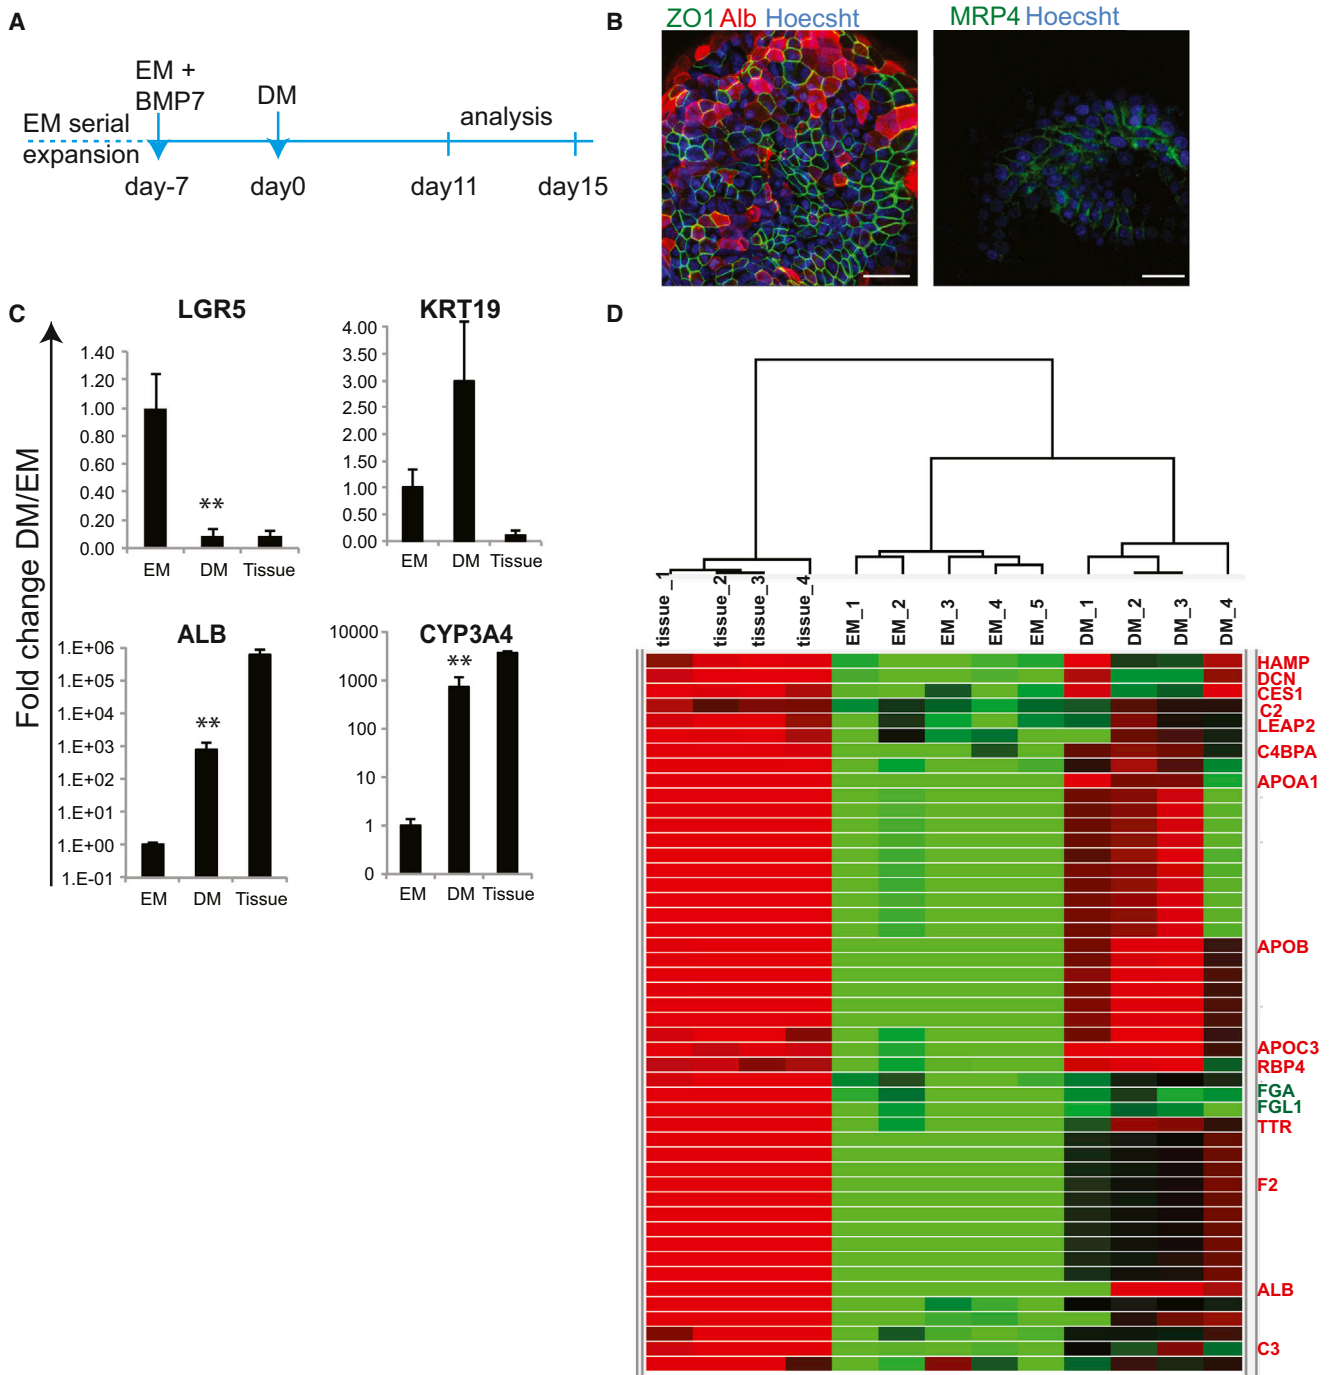 A
EM +
BMP7
DM
EM serial
expansion
analysis
day-7
day0
day11
day15
B
ZO1 Alb Hoecsht
MRP4 Hoecsht
C
Fold change DM/EM
LGR5
1.40
1.20
1.00
0.80
0.60
0.40
0.20
0.00
**
EM DM Tissue
KRT19
4.00
3.50
3.00
2.50
2.00
1.50
1.00
0.50
0.00
EM DM Tissue
ALB
1.E+06
1.E+05
1.E+04
1.E+03
1.E+02
1.E+01
1.E+00
1.E-01
**
EM DM Tissue
CYP3A4
10000
1000
100
10
1
0
**
EM DM Tissue
D
tissue_1
tissue_2
tissue_3
tissue_4
EM_1
EM_2
EM_3
EM_4
EM_5
DM_1
DM_2
DM_3
DM_4
HAMP
DCN
CES1
C2
LEAP2
C4BPA
APOA1
APOB
APOC3
RBP4
FGA
FGL1
TTR
F2
ALB
C3